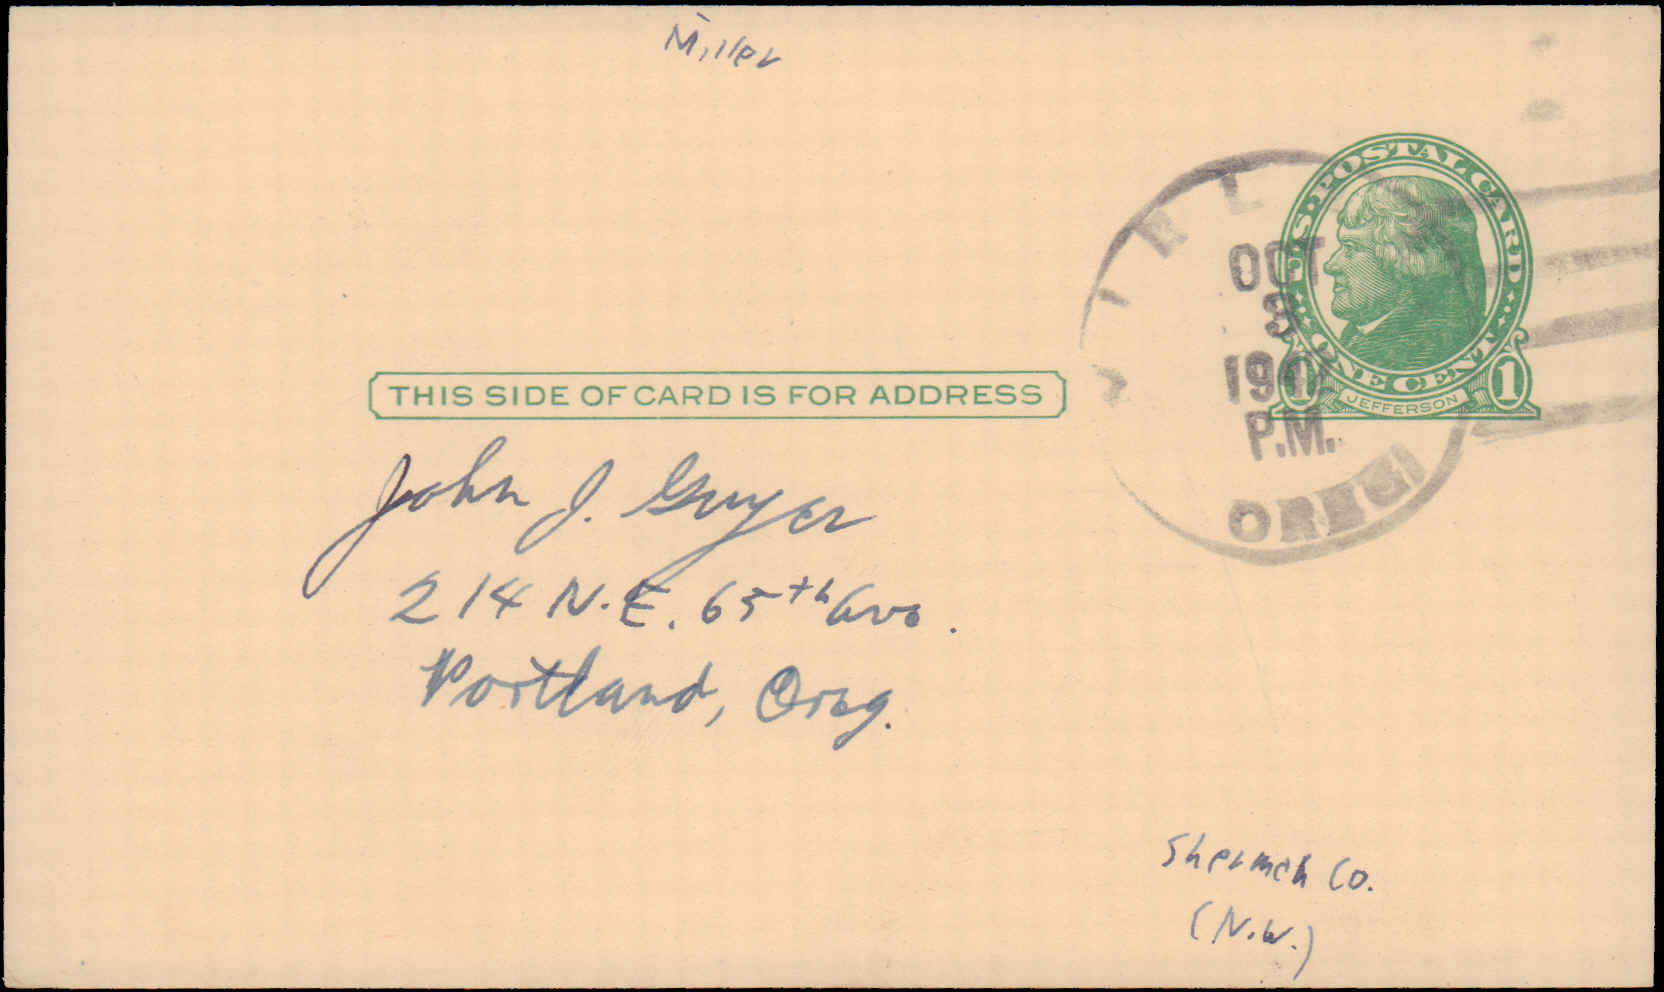 Miller
U.S. POSTAL CARD
OCT
3
P.M.
OREG.
ONE CENT
1 1
JEFFERSON
THIS SIDE OF CARD IS FOR ADDRESS
John J. Guyer
214 N.E. 65th Ave.
Portland, Oreg.
Sherman Co.
(N.W.)